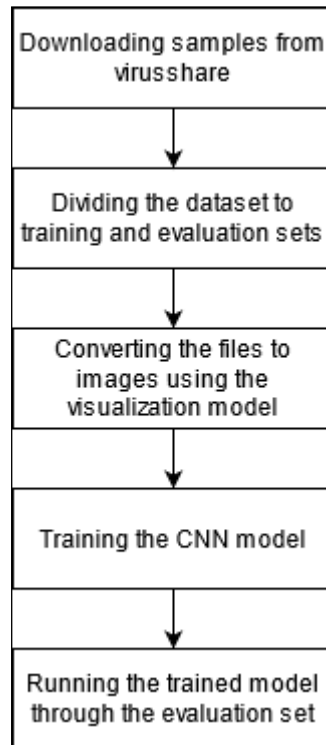 Downloading samples from
virusshare
Dividing the dataset to
training and evaluation sets
Converting the files to
images using the
visualization model
Training the CNN model
Running the trained model
through the evaluation set